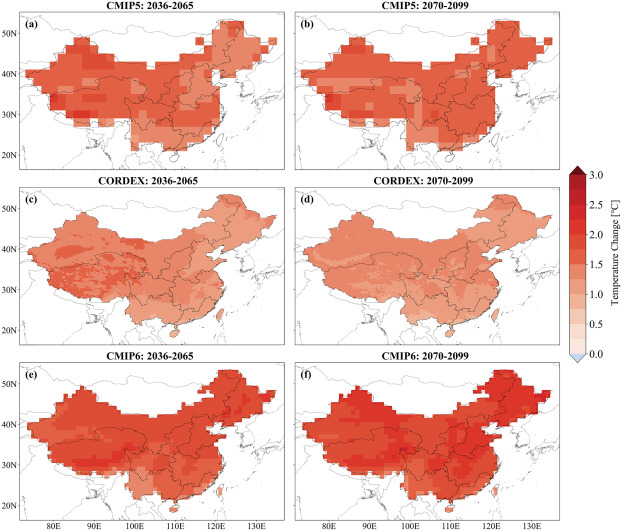 CMIP5: 2036-2065
CMIP5: 2070-2099
(a)
(b)
50N
40N
30N
20N
CORDEX: 2036-2065
CORDEX: 2070-2099
(c)
(d)
50N
40N
30N
20N
3.0
2.5
2.0
1.5
1.0
0.5
0.0
Temperature Change [℃]
CMIP6: 2036-2065
CMIP6: 2070-2099
(e)
(f)
50N
40N
30N
20N
80E 90E 100E 110E 120E 130E
80E 90E 100E 110E 120E 130E